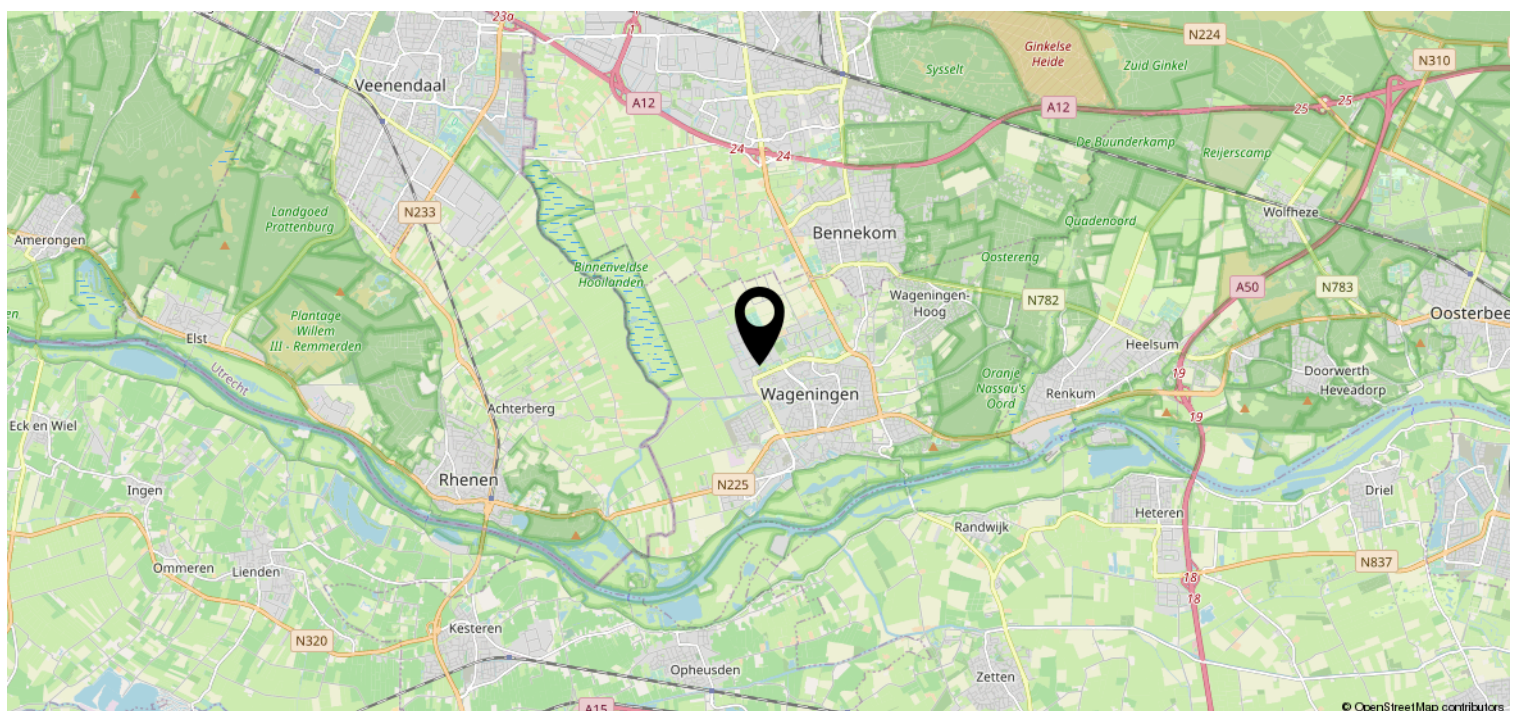 23a
1
N224
Ginkelse
Heide
Sysselt
Zuid Ginkel
N310
Veenendaal
A12
A12
25
25
24
24
De Buunderkamp
Reijerscamp
Landgoed
Prattenburg
N233
Wolfheze
Quadenoord
Amerongen
Bennekom
Oostereng
Binnenveldse
Hooilanden
A50
N783
N782
Wageningen-
Hoog
Oosterbee
Plantage
Willem
III - Remmerden
Elst
Heelsum
Utrecht
19
Doorwerth
Oranje
Nassau's
Oord
Heveadorp
Wageningen
Renkum
Achterberg
19
Eck en Wiel
Rhenen
N225
Ingen
Driel
Heteren
Randwijk
N837
Ommeren
Lienden
18
18
Kesteren
N320
Opheusden
Zetten
A15
© OpenStreetMap contributors